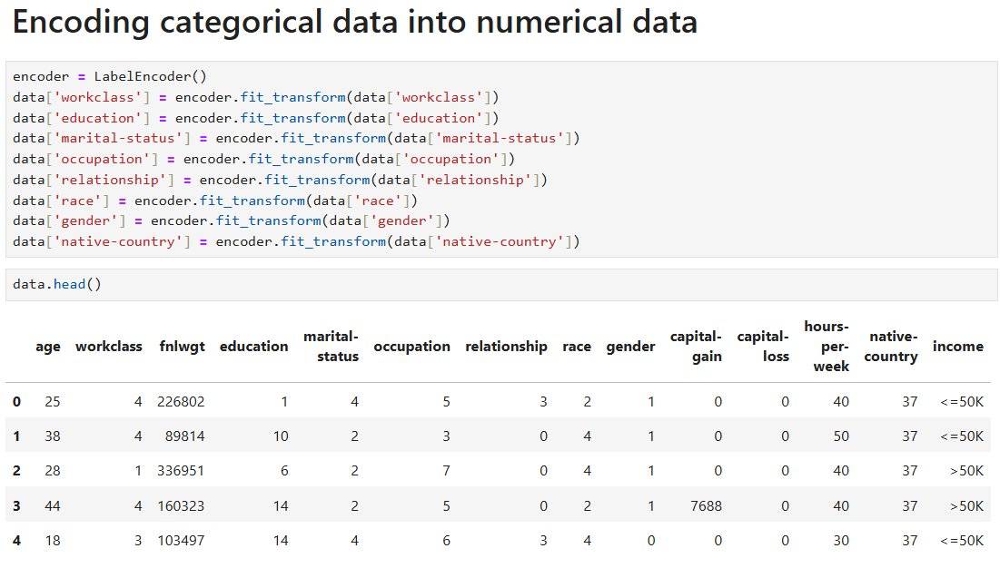 Encoding categorical data into numerical data
encoder = LabelEncoder()
data['workclass'] = encoder.fit_transform(data['workclass'])
data['education'] = encoder.fit_transform(data['education'])
data['marital-status'] = encoder.fit_transform(data['marital-status'])
data['occupation'] = encoder.fit_transform(data['occupation'])
data['relationship'] = encoder.fit_transform(data['relationship'])
data['race'] = encoder.fit_transform(data['race'])
data['gender'] = encoder.fit_transform(data['gender'])
data['native-country'] = encoder.fit_transform(data['native-country'])
data.head()
age workclass fnlwgt education marital-status occupation relationship race gender capital-gain capital-loss hours-per-week native-country income
0 25 4 226802 1 4 5 3 2 1 0 0 40 37 <=50K
1 38 4 89814 10 2 3 0 4 1 0 0 50 37 <=50K
2 28 1 336951 6 2 7 0 4 1 0 0 40 37 >50K
3 44 4 160323 14 2 5 0 2 1 7688 0 40 37 >50K
4 18 3 103497 14 4 6 3 4 0 0 0 30 37 <=50K